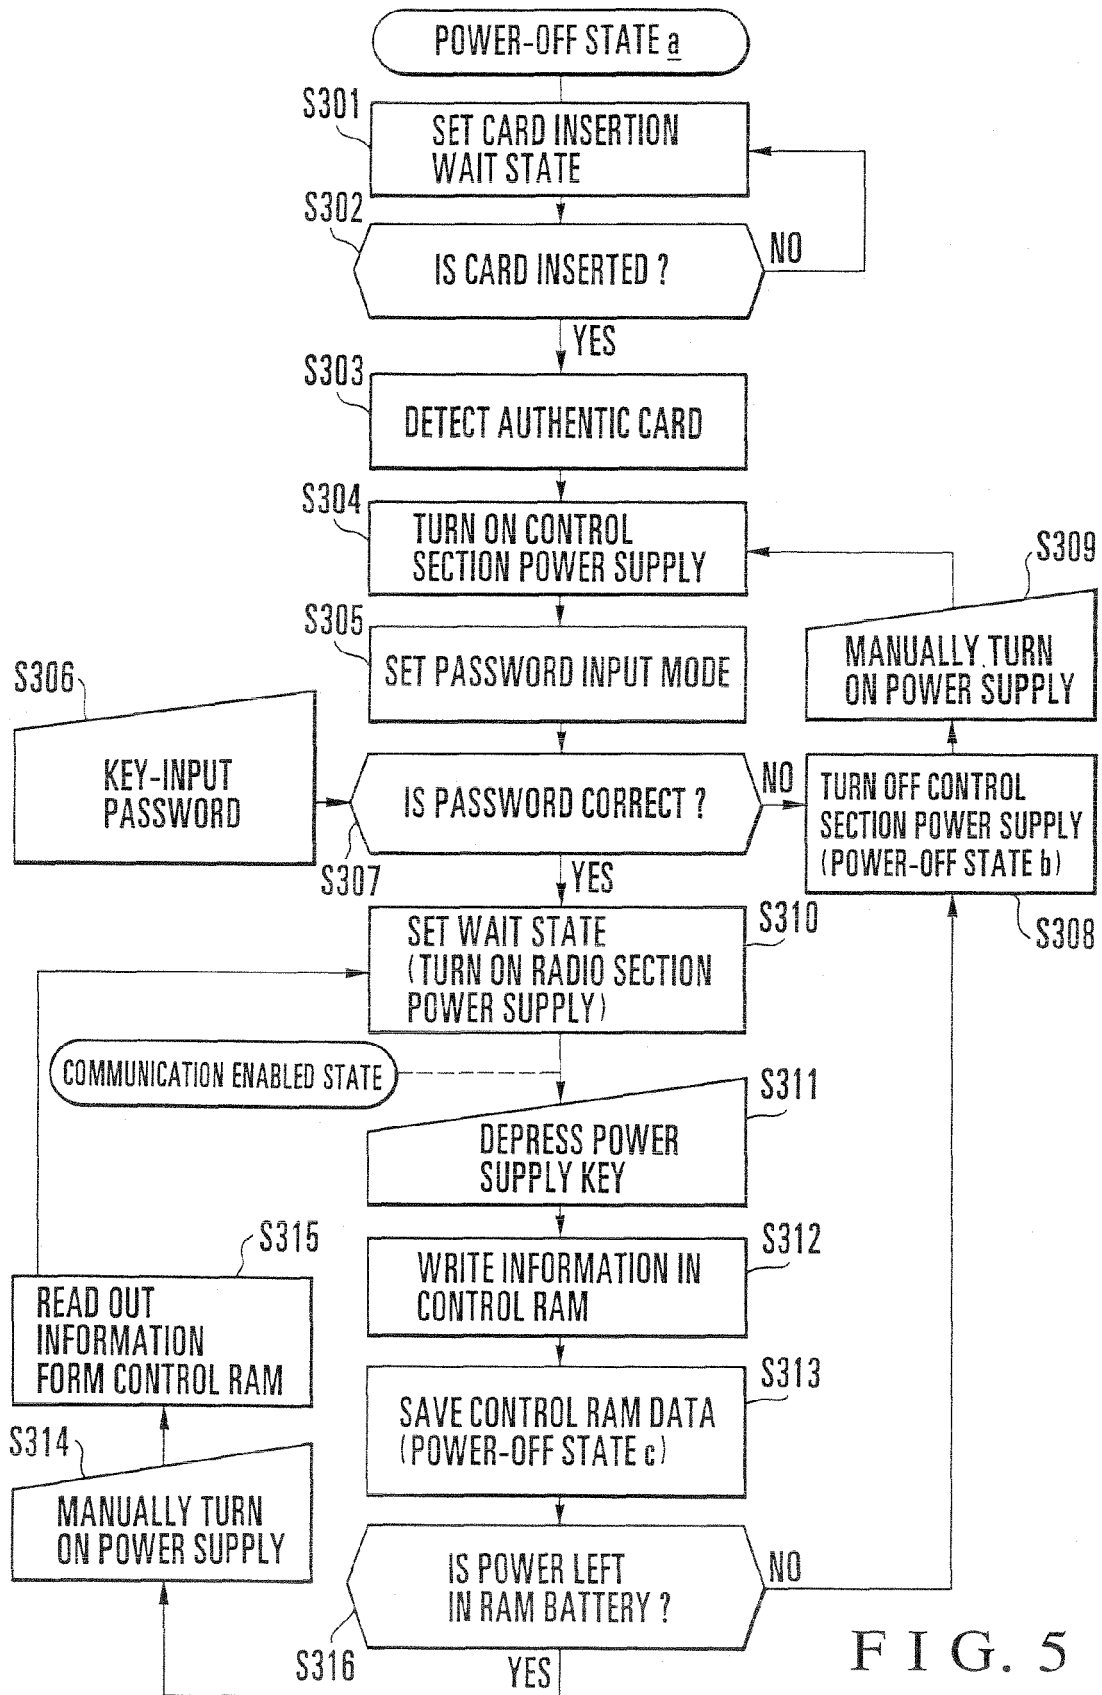 POWER-OFF STATE a
S301
SET CARD INSERTION
WAIT STATE
S302
IS CARD INSERTED ?
NO
YES
S303
DETECT AUTHENTIC CARD
S304
TURN ON CONTROL
SECTION POWER SUPPLY
S309
MANUALLY TURN
ON POWER SUPPLY
S305
SET PASSWORD INPUT MODE
S306
KEY-INPUT
PASSWORD
IS PASSWORD CORRECT ?
NO
S307
YES
TURN OFF CONTROL
SECTION POWER SUPPLY
(POWER-OFF STATE b)
S308
S310
SET WAIT STATE
(TURN ON RADIO SECTION
POWER SUPPLY)
COMMUNICATION ENABLED STATE
S311
DEPRESS POWER
SUPPLY KEY
S312
WRITE INFORMATION IN
CONTROL RAM
S315
READ OUT
INFORMATION
FORM CONTROL RAM
S313
SAVE CONTROL RAM DATA
(POWER-OFF STATE c)
S314
MANUALLY TURN
ON POWER SUPPLY
IS POWER LEFT
IN RAM BATTERY ?
NO
S316
YES
FIG. 5